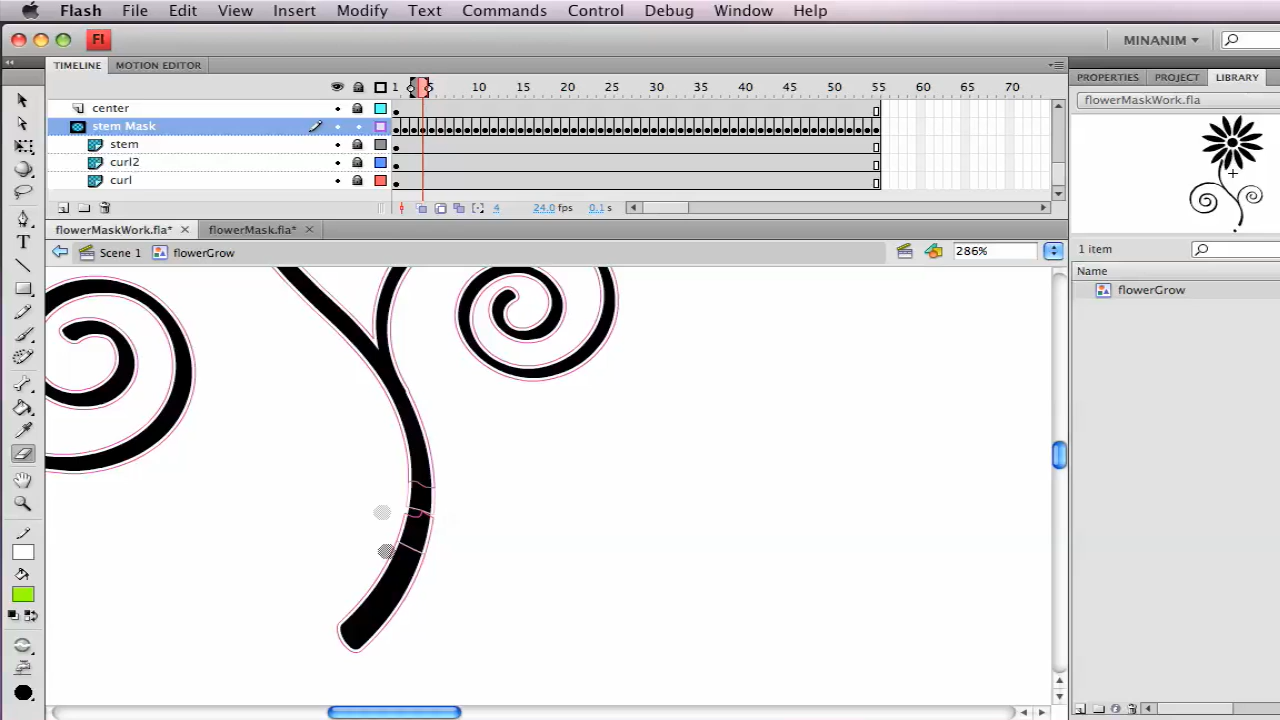 Flash File Edit View Insert Modify Text Commands Control Debug Window Help
Fl MINANIM
TIMELINE MOTION EDITOR
PROPERTIES PROJECT LIBRARY
1 5 10 15 20 25 30 35 40 45 50 55 60 65 70
flowerMaskWork.fla
center
stem Mask
stem
curl2
curl
4 24.0 fps 0.1 s
flowerMaskWork.fla* flowerMask.fla*
Scene 1 flowerGrow 286%
1 item
Name
flowerGrow
T